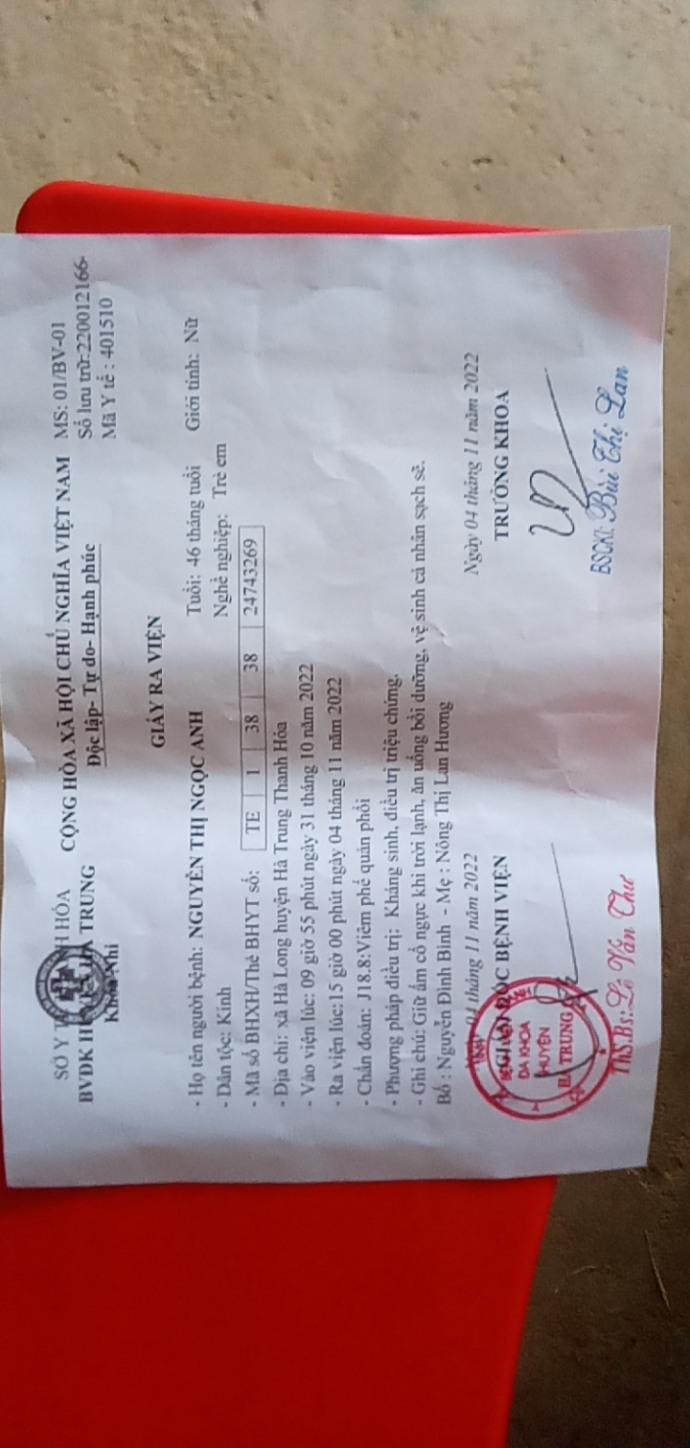 SỞ Y TẾ THANH HÓA
BVĐK HUYỆN HÀ TRUNG
Khoa Nhi
CỘNG HÒA XÃ HỘI CHỦ NGHĨA VIỆT NAM
Độc lập- Tự do- Hạnh phúc
MS: 01/BV-01
Số lưu trữ:220012166
Mã Y tế : 401510
GIẤY RA VIỆN
- Họ tên người bệnh: NGUYỄN THỊ NGỌC ANH Tuổi: 46 tháng tuổi Giới tính: Nữ
- Dân tộc: Kinh Nghề nghiệp: Trẻ em
- Mã số BHXH/Thẻ BHYT số: TE 1 38 38 24743269
- Địa chỉ: xã Hà Long huyện Hà Trung Thanh Hóa
- Vào viện lúc: 09 giờ 55 phút ngày 31 tháng 10 năm 2022
- Ra viện lúc:15 giờ 00 phút ngày 04 tháng 11 năm 2022
- Chẩn đoán: J18.8:Viêm phế quản phổi
- Phương pháp điều trị: Kháng sinh, điều trị triệu chứng,
- Ghi chú: Giữ ấm cổ ngực khi trời lạnh, ăn uống bồi dưỡng, vệ sinh cá nhân sạch sẽ.
Bố : Nguyễn Đình Bình - Mẹ : Nông Thị Lan Hương
04 tháng 11 năm 2022
GIÁM ĐỐC BỆNH VIỆN
BỆNH VIỆN
ĐA KHOA
HUYỆN
HÀ TRUNG
ThS.Bs: Lê Văn Thư
Ngày 04 tháng 11 năm 2022
TRƯỞNG KHOA
BSCKI: Bùi Thị Lan